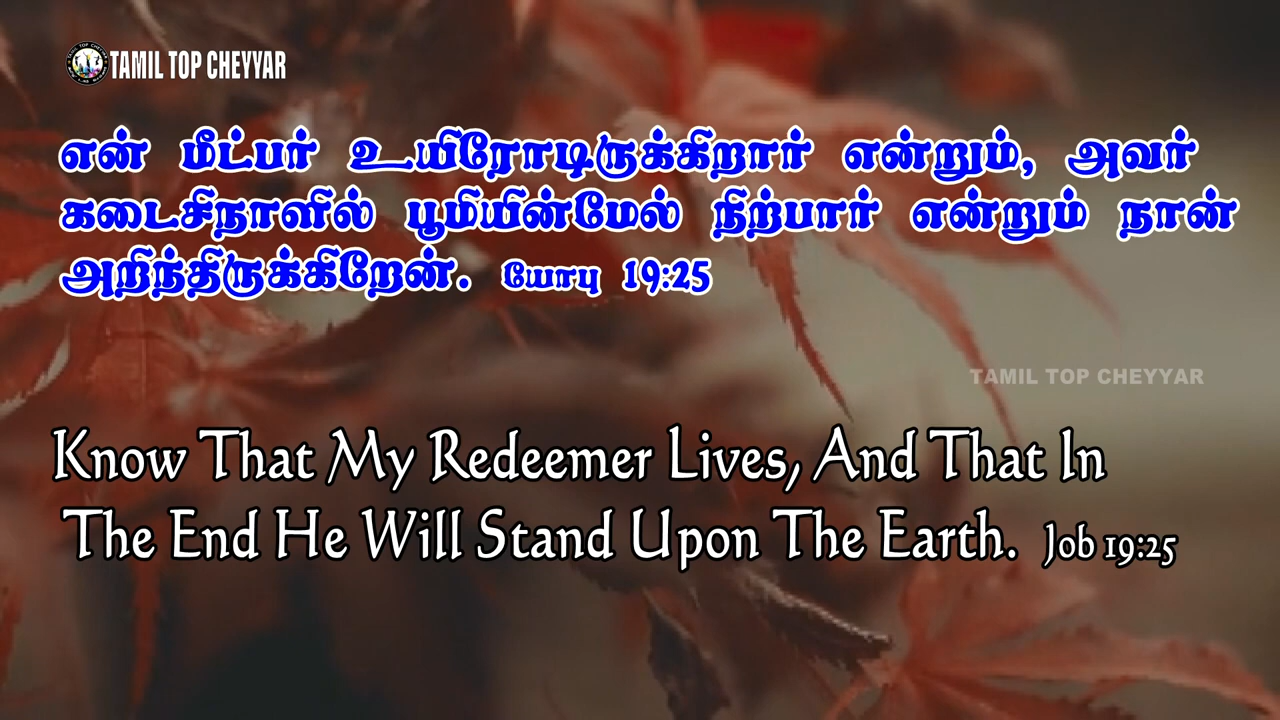 TAMIL TOP CHEYYAR
என் மீட்பர் உயிரோடிருக்கிறார் என்றும், அவர்
கடைசிநாளில் பூமியின்மேல் நிற்பார் என்றும் நான்
அறிந்திருக்கிறேன். யோபு 19:25
TAMIL TOP CHEYYAR
Know That My Redeemer Lives, And That In
The End He Will Stand Upon The Earth. Job 19:25